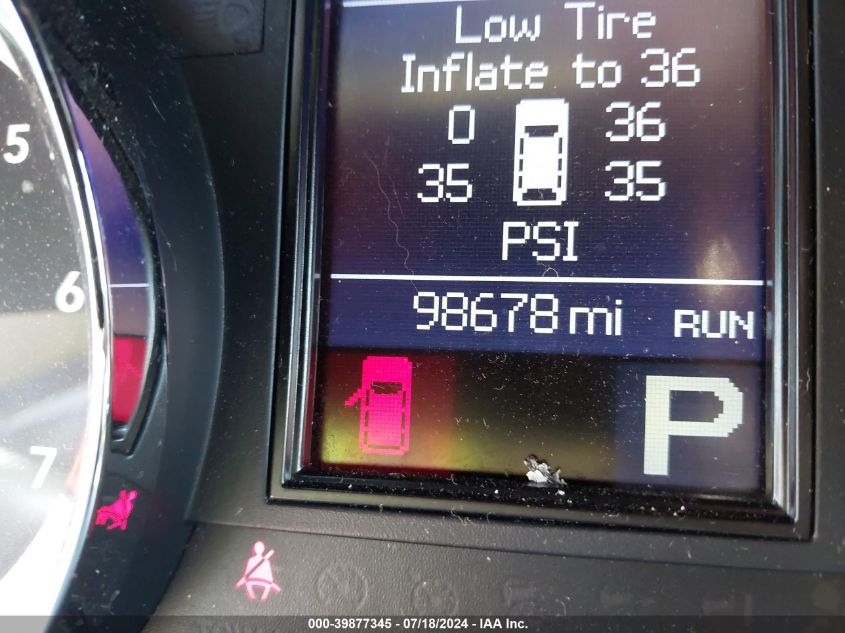 Low Tire
Inflate to 36
0 36
35 35
PSI
98678 mi RUN
P
5
6
7
000-39877345 - 07/18/2024 - IAA Inc.